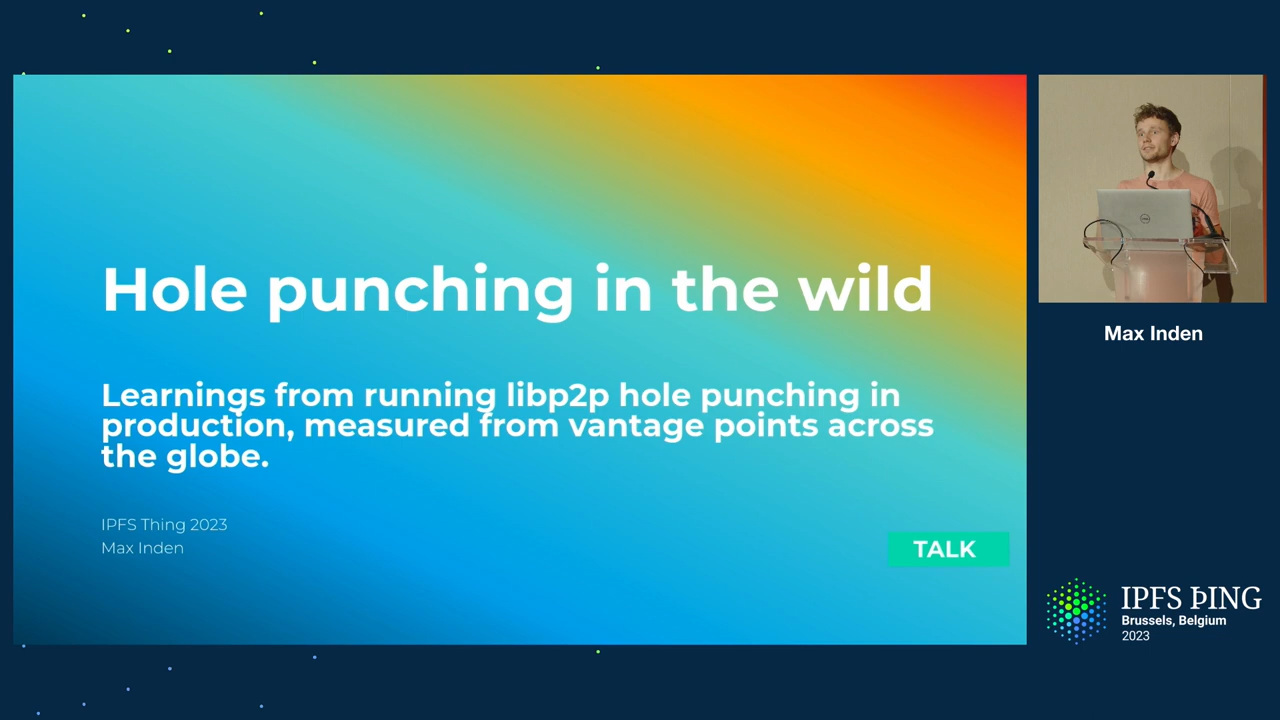 Hole punching in the wild
Learnings from running libp2p hole punching in
production, measured from vantage points across
the globe.
IPFS Thing 2023
Max Inden
TALK
Max Inden
IPFS ÞING
Brussels, Belgium
2023